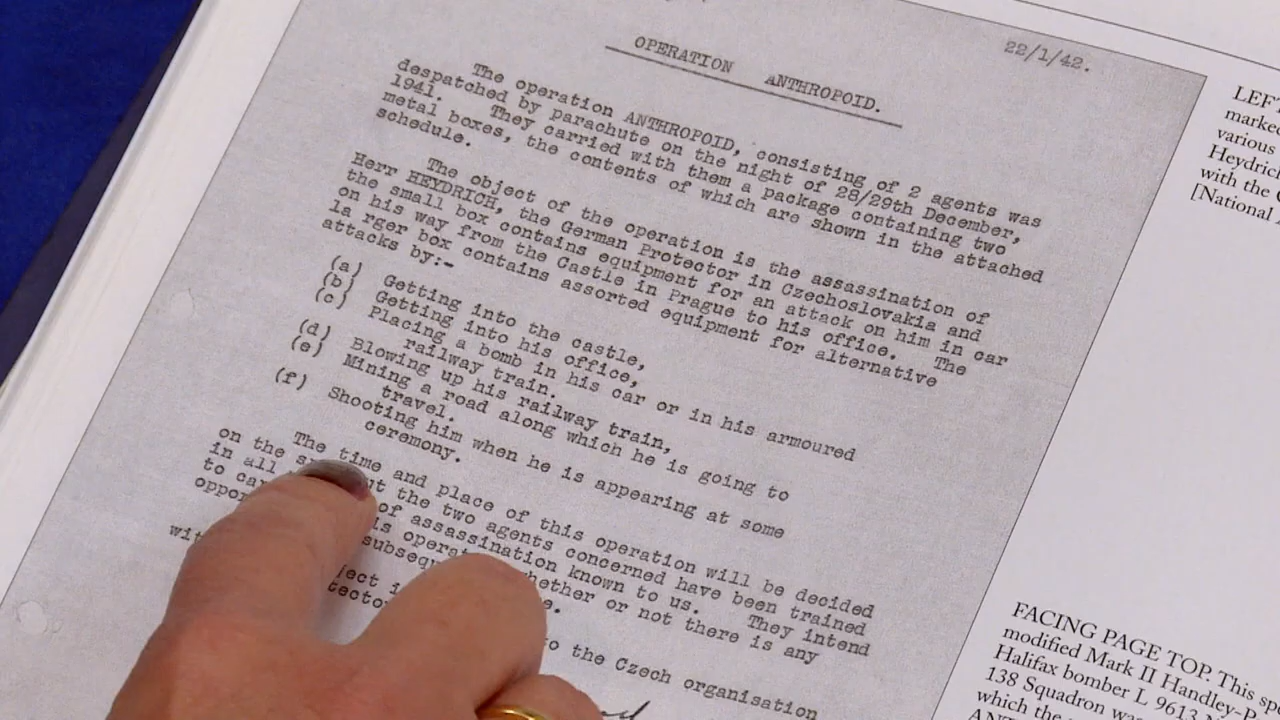 22/1/42.
OPERATION ANTHROPOID.
The operation ANTHROPOID, consisting of 2 agents was
despatched by parachute on the night of 28/29th December,
1941. They carried with them a package containing two
metal boxes, the contents of which are shown in the attached
schedule.
The object of the operation is the assassination of
Herr HEYDRICH, the German Protector in Czechoslovakia and
the small box contains equipment for an attack on him in car
on his way from the Castle in Prague to his office. The
la rger box contains assorted equipment for alternative
attacks by:-
(a) Getting into the castle,
(b) Getting into his office,
(c) Placing a bomb in his car or in his armoured
railway train.
(d) Blowing up his railway train,
(e) Mining a road along which he is going to
travel.
(f) Shooting him when he is appearing at some
ceremony.
The time and place of this operation will be decided
on the the two agents concerned have been trained
in all of assassination known to us. They intend
to operat whether or not there is any
oppor subsequ
wit
to the Czech organisation
LEFT
marked
various
Heydrich
with the
[National
FACING PAGE TOP. This spe
modified Mark II Handley-P
Halifax bomber L 9613
138 Squadron was
which the
ANT